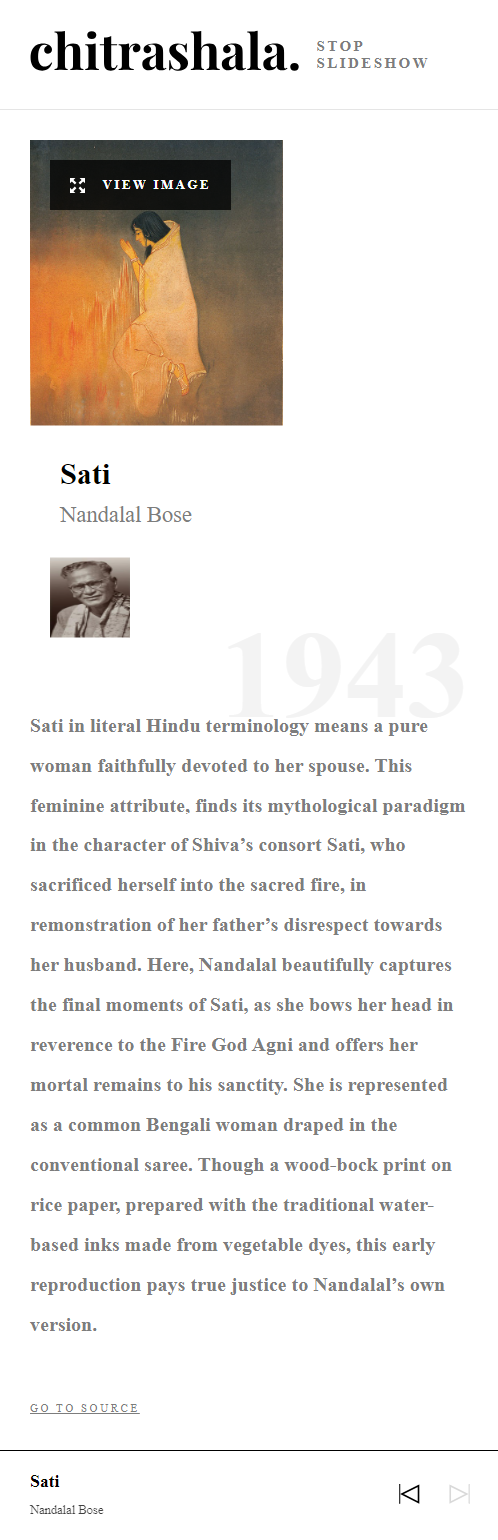 chitrashala.
STOP
SLIDESHOW
VIEW IMAGE
Sati
Nandalal Bose
1943
Sati in literal Hindu terminology means a pure
woman faithfully devoted to her spouse. This
feminine attribute, finds its mythological paradigm
in the character of Shiva’s consort Sati, who
sacrificed herself into the sacred fire, in
remonstration of her father’s disrespect towards
her husband. Here, Nandalal beautifully captures
the final moments of Sati, as she bows her head in
reverence to the Fire God Agni and offers her
mortal remains to his sanctity. She is represented
as a common Bengali woman draped in the
conventional saree. Though a wood-bock print on
rice paper, prepared with the traditional water-
based inks made from vegetable dyes, this early
reproduction pays true justice to Nandalal’s own
version.
GO TO SOURCE
Sati
Nandalal Bose